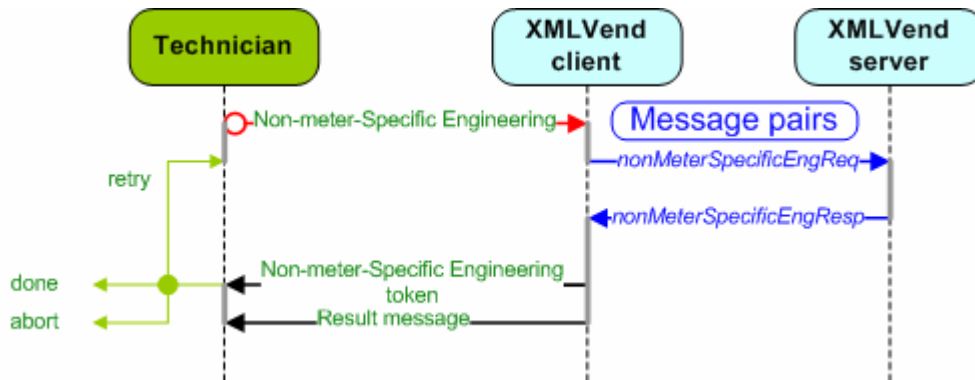 Technician
XMLVend
client
XMLVend
server
Non-meter-Specific Engineering
Message pairs
nonMeterSpecificEngReq
retry
nonMeterSpecificEngResp
Non-meter-Specific Engineering
token
done
Result message
abort